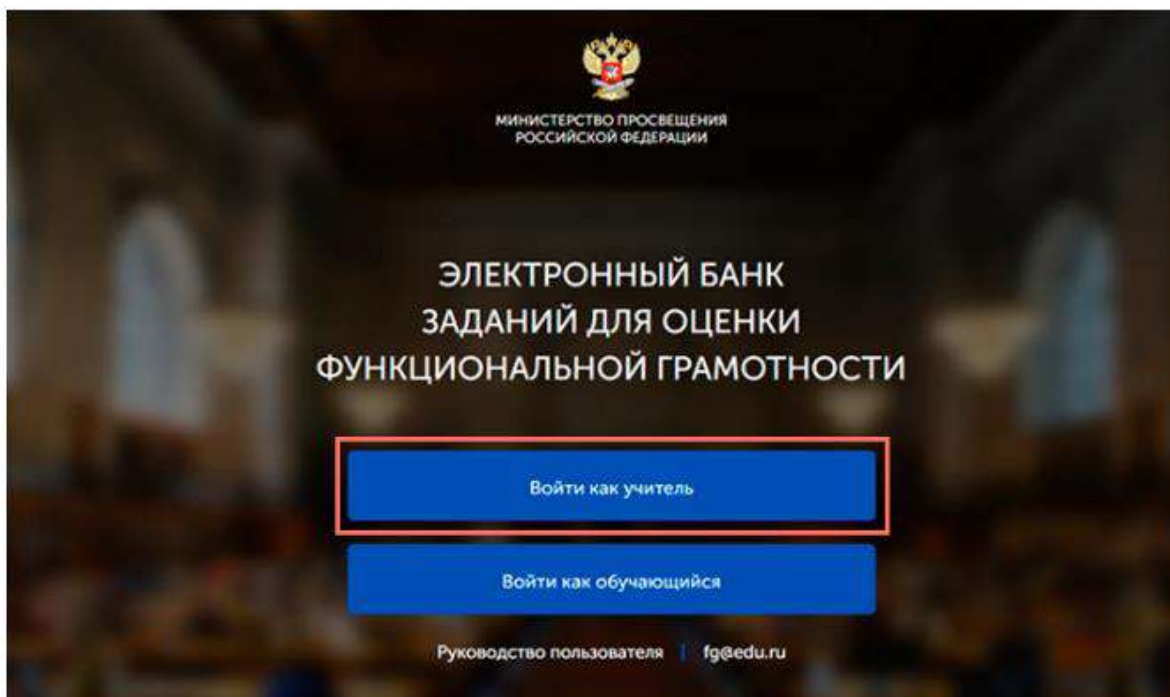 МИНИСТЕРСТВО ПРОСВЕЩЕНИЯ
РОССИЙСКОЙ ФЕДЕРАЦИИ
ЭЛЕКТРОННЫЙ БАНК
ЗАДАНИЙ ДЛЯ ОЦЕНКИ
ФУНКЦИОНАЛЬНОЙ ГРАМОТНОСТИ
Войти как учитель
Войти как обучающийся
Руководство пользователя | fg@edu.ru